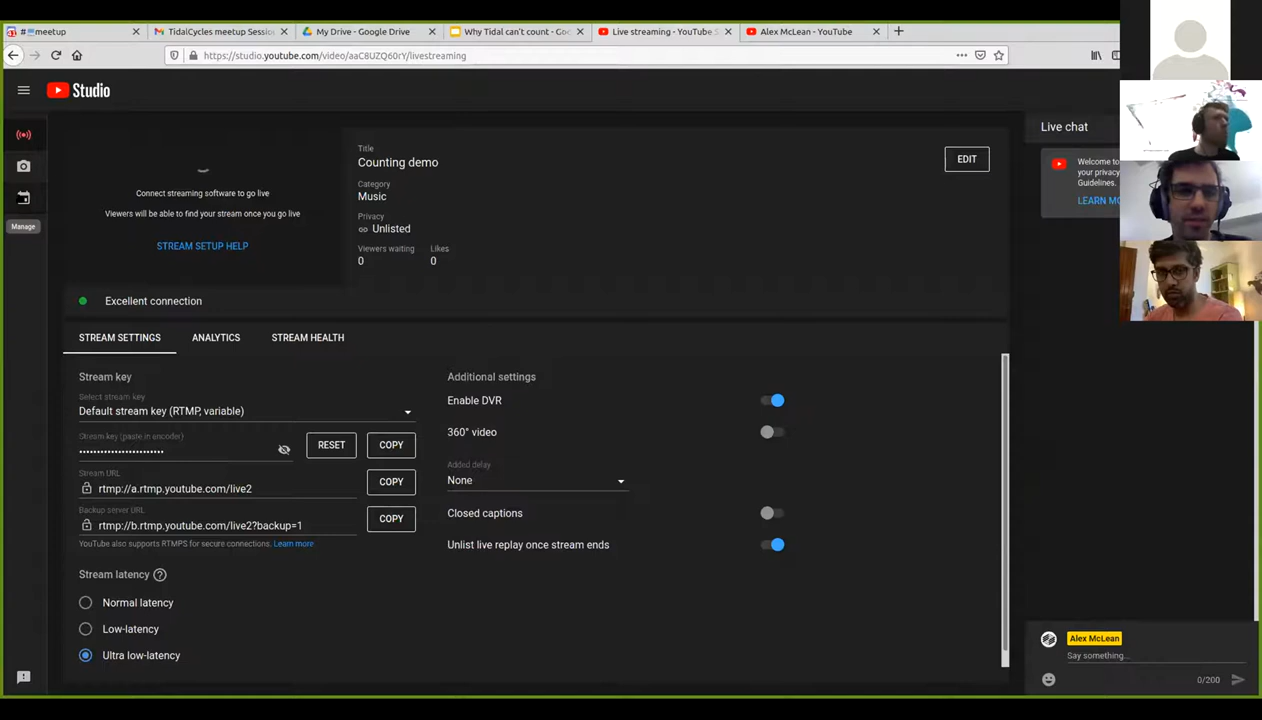 #💻meetup
TidalCycles meetup Sessi
My Drive - Google Drive
Why Tidal can't count - Goo
Live streaming - YouTube S
Alex McLean - YouTube
https://studio.youtube.com/video/aaC8UZQ60rY/livestreaming
Studio
Live chat
Welcome to
your privacy
Guidelines.
LEARN MO
Title
Counting demo
EDIT
Category
Music
Connect streaming software to go live
Viewers will be able to find your stream once you go live
STREAM SETUP HELP
Privacy
Unlisted
Manage
Viewers waiting
Likes
0
0
Excellent connection
STREAM SETTINGS
ANALYTICS
STREAM HEALTH
Stream key
Select stream key
Default stream key (RTMP, variable)
Stream key (paste in encoder)
••••••••••••••••••••••••
RESET
COPY
Stream URL
rtmp://a.rtmp.youtube.com/live2
COPY
Backup server URL
rtmp://b.rtmp.youtube.com/live2?backup=1
COPY
YouTube also supports RTMPS for secure connections. Learn more
Stream latency
Normal latency
Low-latency
Ultra low-latency
Additional settings
Enable DVR
360° video
Added delay
None
Closed captions
Unlist live replay once stream ends
Alex McLean
Say something...
0/200